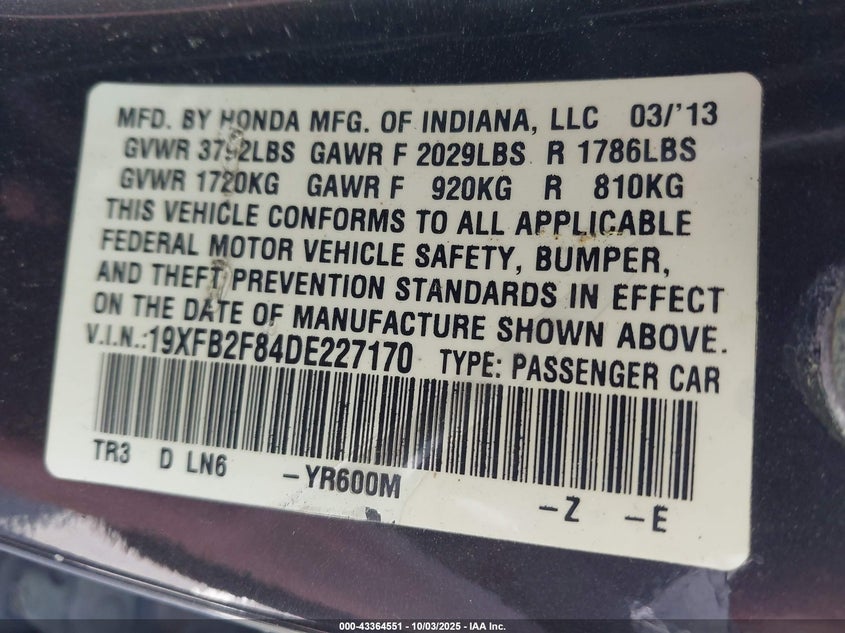 MFD. BY HONDA MFG. OF INDIANA, LLC 03/'13
GVWR 3792LBS GAWR F 2029LBS R 1786LBS
GVWR 1720KG GAWR F 920KG R 810KG
THIS VEHICLE CONFORMS TO ALL APPLICABLE
FEDERAL MOTOR VEHICLE SAFETY, BUMPER,
AND THEFT PREVENTION STANDARDS IN EFFECT
ON THE DATE OF MANUFACTURE SHOWN ABOVE.
V.I.N.:19XFB2F84DE227170 TYPE: PASSENGER CAR
TR3 D LN6 -YR600M -Z -E
000-43364551 - 10/03/2025 - IAA Inc.